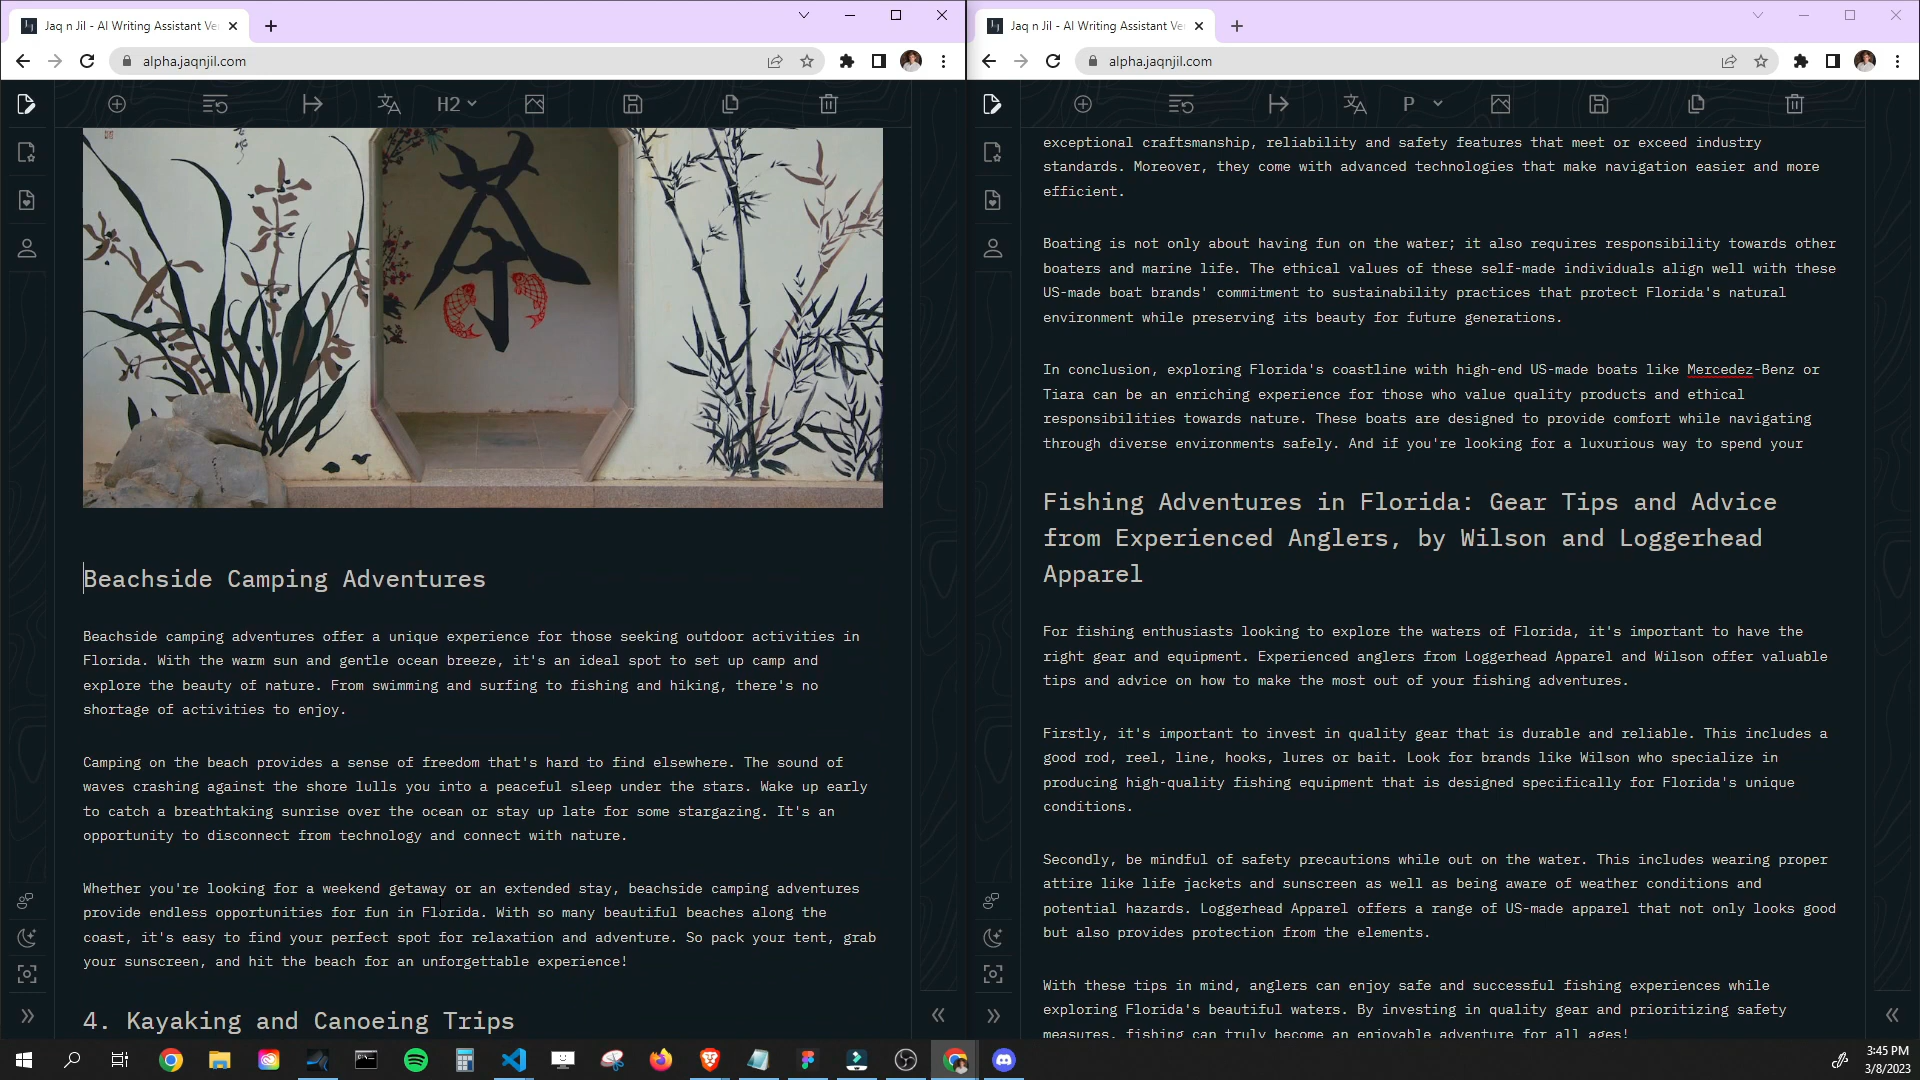 Jaq n Jil - AI Writing Assistant Ve
alpha.jaqnjil.com
H2
茶
Beachside Camping Adventures
Beachside camping adventures offer a unique experience for those seeking outdoor activities in
Florida. With the warm sun and gentle ocean breeze, it's an ideal spot to set up camp and
explore the beauty of nature. From swimming and surfing to fishing and hiking, there's no
shortage of activities to enjoy.
Camping on the beach provides a sense of freedom that's hard to find elsewhere. The sound of
waves crashing against the shore lulls you into a peaceful sleep under the stars. Wake up early
to catch a breathtaking sunrise over the ocean or stay up late for some stargazing. It's an
opportunity to disconnect from technology and connect with nature.
Whether you're looking for a weekend getaway or an extended stay, beachside camping adventures
provide endless opportunities for fun in Florida. With so many beautiful beaches along the
coast, it's easy to find your perfect spot for relaxation and adventure. So pack your tent, grab
your sunscreen, and hit the beach for an unforgettable experience!
4. Kayaking and Canoeing Trips
Jaq n Jil - AI Writing Assistant Ve
alpha.jaqnjil.com
P
exceptional craftsmanship, reliability and safety features that meet or exceed industry
standards. Moreover, they come with advanced technologies that make navigation easier and more
efficient.
Boating is not only about having fun on the water; it also requires responsibility towards other
boaters and marine life. The ethical values of these self-made individuals align well with these
US-made boat brands' commitment to sustainability practices that protect Florida's natural
environment while preserving its beauty for future generations.
In conclusion, exploring Florida's coastline with high-end US-made boats like Mercedez-Benz or
Tiara can be an enriching experience for those who value quality products and ethical
responsibilities towards nature. These boats are designed to provide comfort while navigating
through diverse environments safely. And if you're looking for a luxurious way to spend your
Fishing Adventures in Florida: Gear Tips and Advice
from Experienced Anglers, by Wilson and Loggerhead
Apparel
For fishing enthusiasts looking to explore the waters of Florida, it's important to have the
right gear and equipment. Experienced anglers from Loggerhead Apparel and Wilson offer valuable
tips and advice on how to make the most out of your fishing adventures.
Firstly, it's important to invest in quality gear that is durable and reliable. This includes a
good rod, reel, line, hooks, lures or bait. Look for brands like Wilson who specialize in
producing high-quality fishing equipment that is designed specifically for Florida's unique
conditions.
Secondly, be mindful of safety precautions while out on the water. This includes wearing proper
attire like life jackets and sunscreen as well as being aware of weather conditions and
potential hazards. Loggerhead Apparel offers a range of US-made apparel that not only looks good
but also provides protection from the elements.
With these tips in mind, anglers can enjoy safe and successful fishing experiences while
exploring Florida's beautiful waters. By investing in quality gear and prioritizing safety
measures, fishing can truly become an enjoyable adventure for all ages!
3:45 PM
3/8/2023